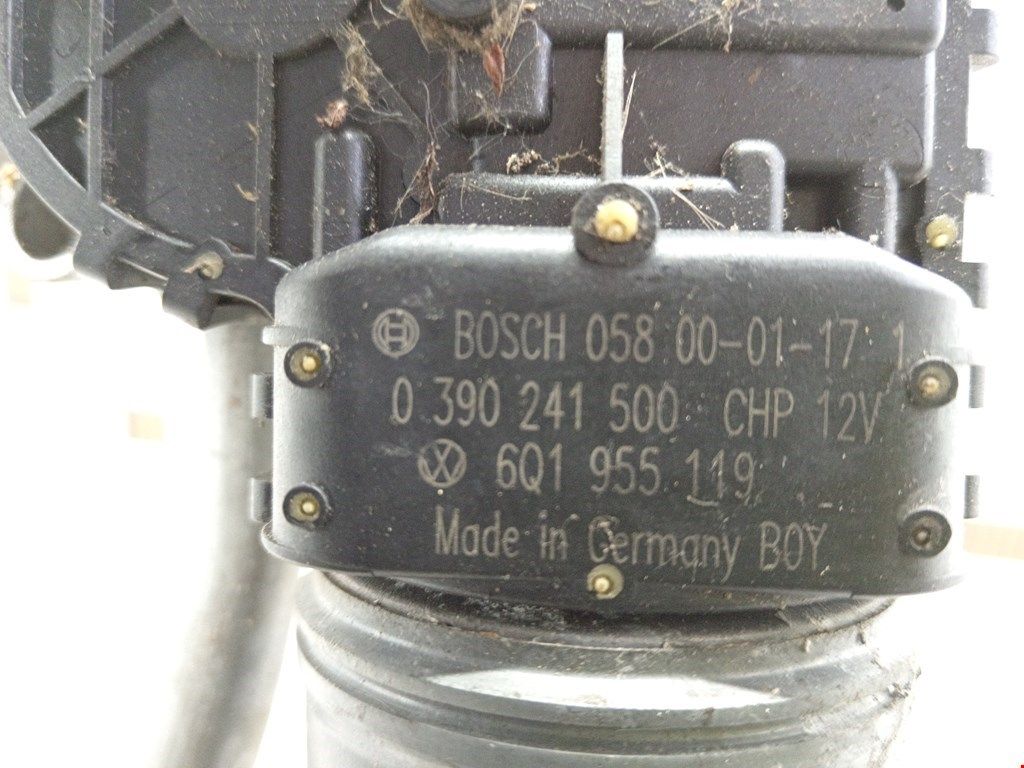 BOSCH 058 00-01-17 1
0 390 241 500 CHP 12V
6Q1 955 119
Made in Germany BOY